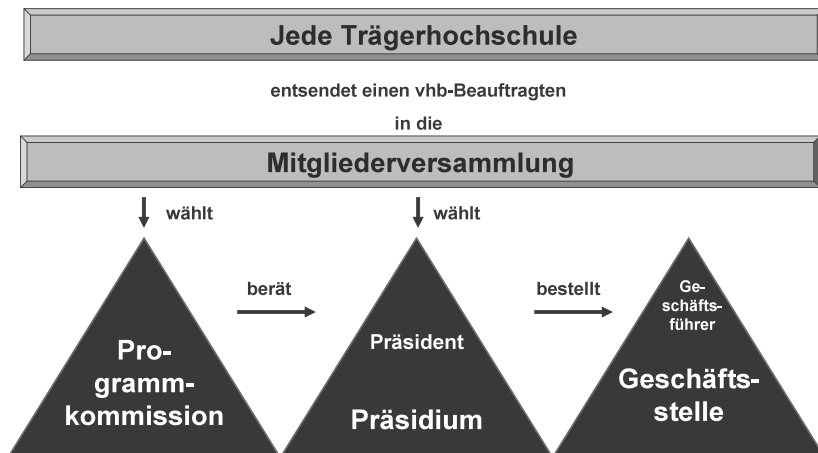 Jede Trägerhochschule
entsendet einen vhb-Beauftragten
in die
Mitgliederversammlung
wählt
wählt
berät
bestellt
Pro-
gramm-
kommission
Präsident
Präsidium
Ge-
schäfts-
führer
Geschäfts-
stelle